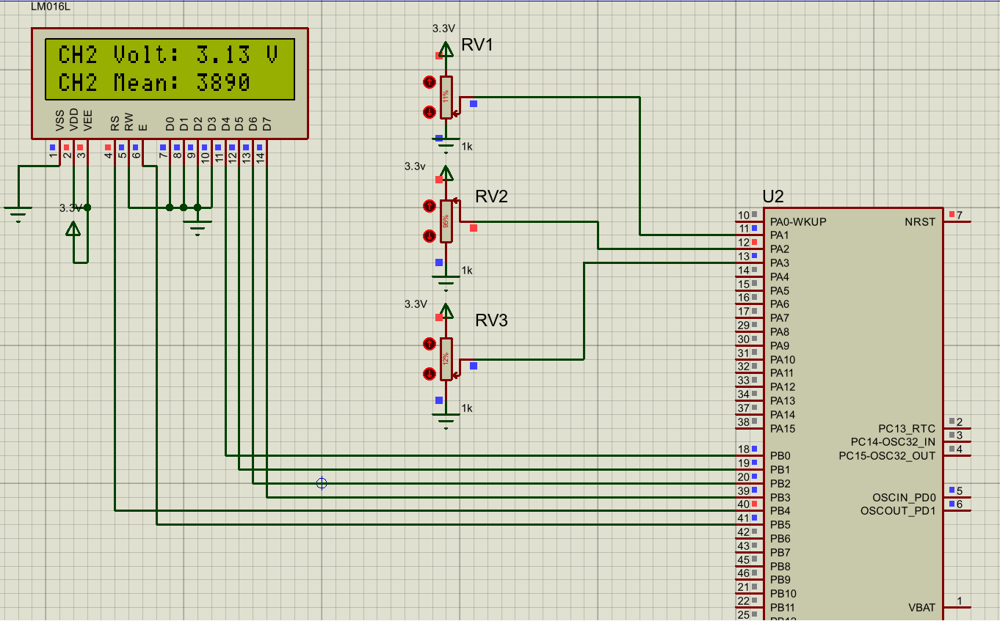 LM016L
CH2 Volt: 3.13 V
CH2 Mean: 3890
VSS VDD VEE RS RW E D0 D1 D2 D3 D4 D5 D6 D7
1 2 3 4 5 6 7 8 9 10 11 12 13 14
3.3V
3.3V
RV1
11%
1k
3.3v
RV2
95%
1k
3.3V
RV3
12%
1k
U2
10 PA0-WKUP
11 PA1
12 PA2
13 PA3
14 PA4
15 PA5
16 PA6
17 PA7
29 PA8
30 PA9
31 PA10
32 PA11
33 PA12
34 PA13
37 PA14
38 PA15
18 PB0
19 PB1
20 PB2
39 PB3
40 PB4
41 PB5
42 PB6
43 PB7
45 PB8
46 PB9
21 PB10
22 PB11
25 PB12
NRST 7
PC13_RTC 2
PC14-OSC32_IN 3
PC15-OSC32_OUT 4
OSCIN_PD0 5
OSCOUT_PD1 6
VBAT 1